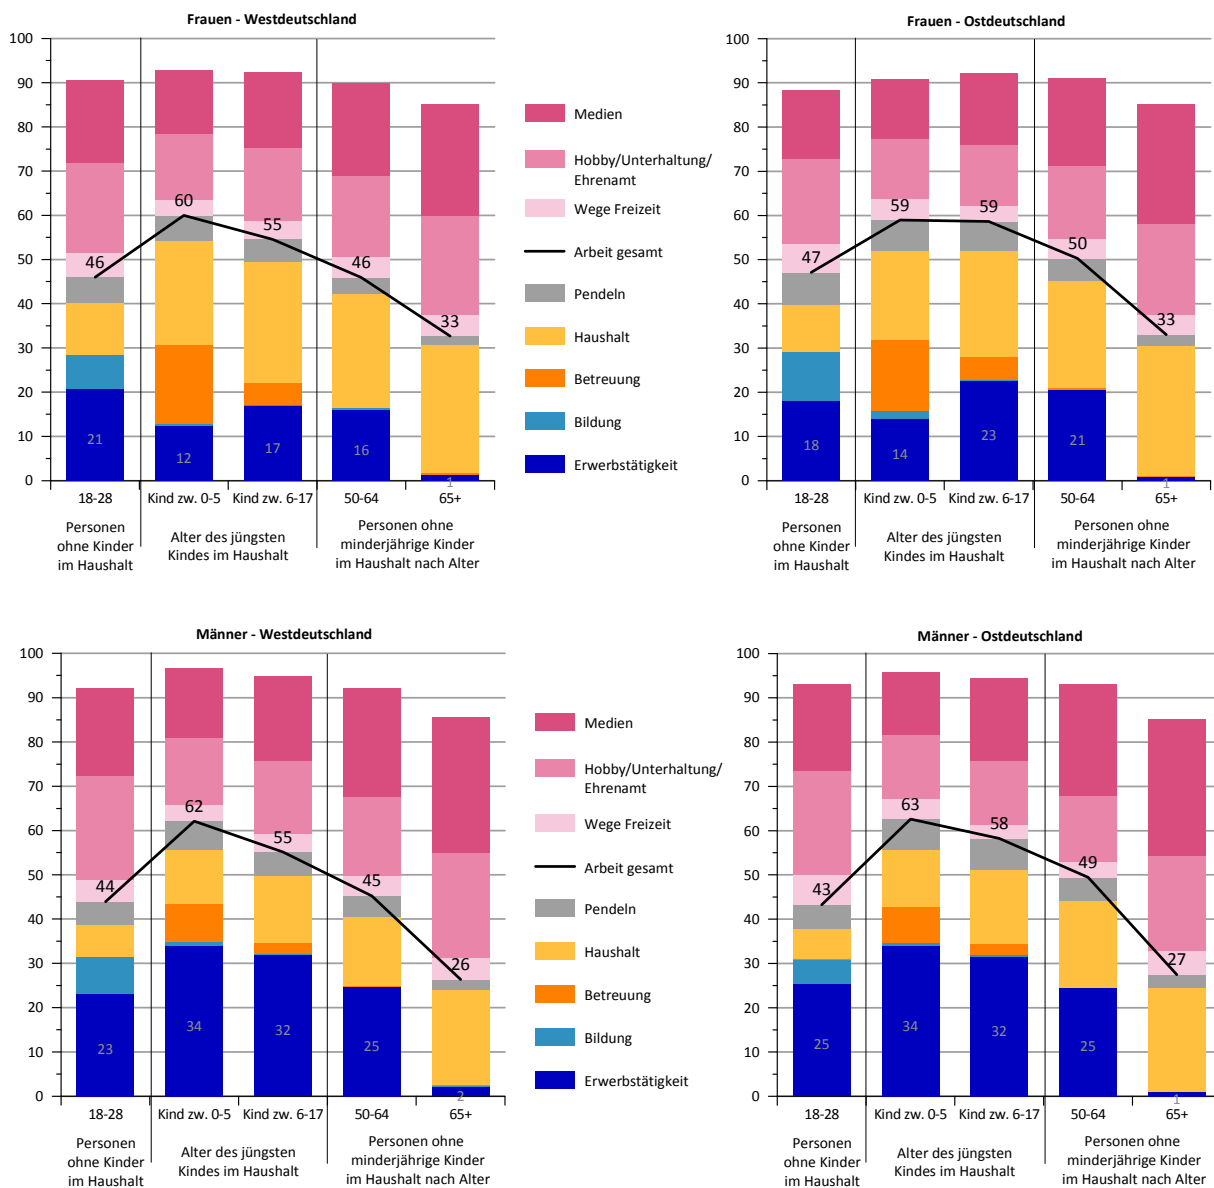 Frauen - Westdeutschland
100
90
80
70
60
50
40
30
20
10
0
46
60
55
46
33
21
12
17
16
1
18-28
Kind zw. 0-5
Kind zw. 6-17
50-64
65+
Personen
ohne Kinder
im Haushalt
Alter des jüngsten
Kindes im Haushalt
Personen ohne
minderjährige Kinder
im Haushalt nach Alter
Medien
Hobby/Unterhaltung/
Ehrenamt
Wege Freizeit
Arbeit gesamt
Pendeln
Haushalt
Betreuung
Bildung
Erwerbstätigkeit
Frauen - Ostdeutschland
100
90
80
70
60
50
40
30
20
10
0
47
59
59
50
33
18
14
23
21
1
18-28
Kind zw. 0-5
Kind zw. 6-17
50-64
65+
Personen
ohne Kinder
im Haushalt
Alter des jüngsten
Kindes im Haushalt
Personen ohne
minderjährige Kinder
im Haushalt nach Alter
Männer - Westdeutschland
100
90
80
70
60
50
40
30
20
10
0
44
62
55
45
26
23
34
32
25
2
18-28
Kind zw. 0-5
Kind zw. 6-17
50-64
65+
Personen
ohne Kinder
im Haushalt
Alter des jüngsten
Kindes im Haushalt
Personen ohne
minderjährige Kinder
im Haushalt nach Alter
Medien
Hobby/Unterhaltung/
Ehrenamt
Wege Freizeit
Arbeit gesamt
Pendeln
Haushalt
Betreuung
Bildung
Erwerbstätigkeit
Männer - Ostdeutschland
100
90
80
70
60
50
40
30
20
10
0
43
63
58
49
27
25
34
32
25
1
18-28
Kind zw. 0-5
Kind zw. 6-17
50-64
65+
Personen
ohne Kinder
im Haushalt
Alter des jüngsten
Kindes im Haushalt
Personen ohne
minderjährige Kinder
im Haushalt nach Alter